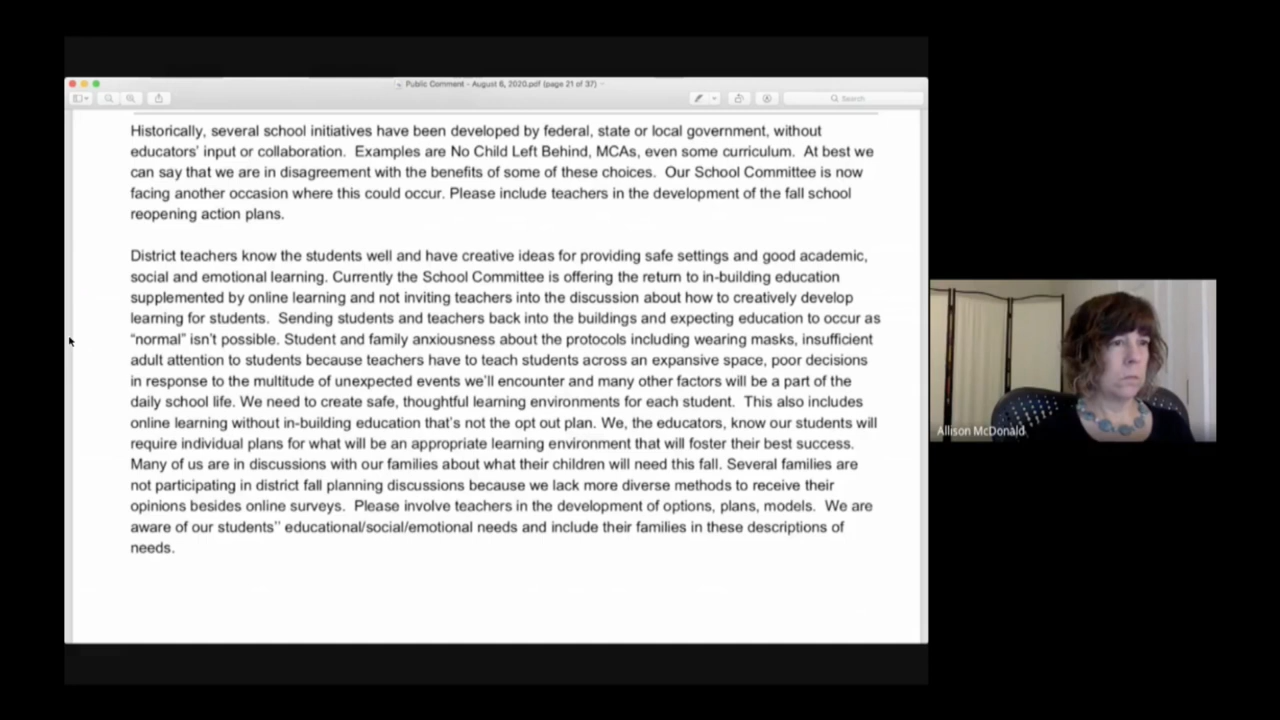 Public Comment - August 6, 2020.pdf (page 21 of 37)
Search
Historically, several school initiatives have been developed by federal, state or local government, without
educators' input or collaboration.  Examples are No Child Left Behind, MCAs, even some curriculum.  At best we
can say that we are in disagreement with the benefits of some of these choices.  Our School Committee is now
facing another occasion where this could occur. Please include teachers in the development of the fall school
reopening action plans.
District teachers know the students well and have creative ideas for providing safe settings and good academic,
social and emotional learning. Currently the School Committee is offering the return to in-building education
supplemented by online learning and not inviting teachers into the discussion about how to creatively develop
learning for students.  Sending students and teachers back into the buildings and expecting education to occur as
“normal” isn't possible. Student and family anxiousness about the protocols including wearing masks, insufficient
adult attention to students because teachers have to teach students across an expansive space, poor decisions
in response to the multitude of unexpected events we'll encounter and many other factors will be a part of the
daily school life. We need to create safe, thoughtful learning environments for each student.  This also includes
online learning without in-building education that's not the opt out plan. We, the educators, know our students will
require individual plans for what will be an appropriate learning environment that will foster their best success.
Many of us are in discussions with our families about what their children will need this fall. Several families are
not participating in district fall planning discussions because we lack more diverse methods to receive their
opinions besides online surveys.  Please involve teachers in the development of options, plans, models.  We are
aware of our students'' educational/social/emotional needs and include their families in these descriptions of
needs.
Allison McDonald